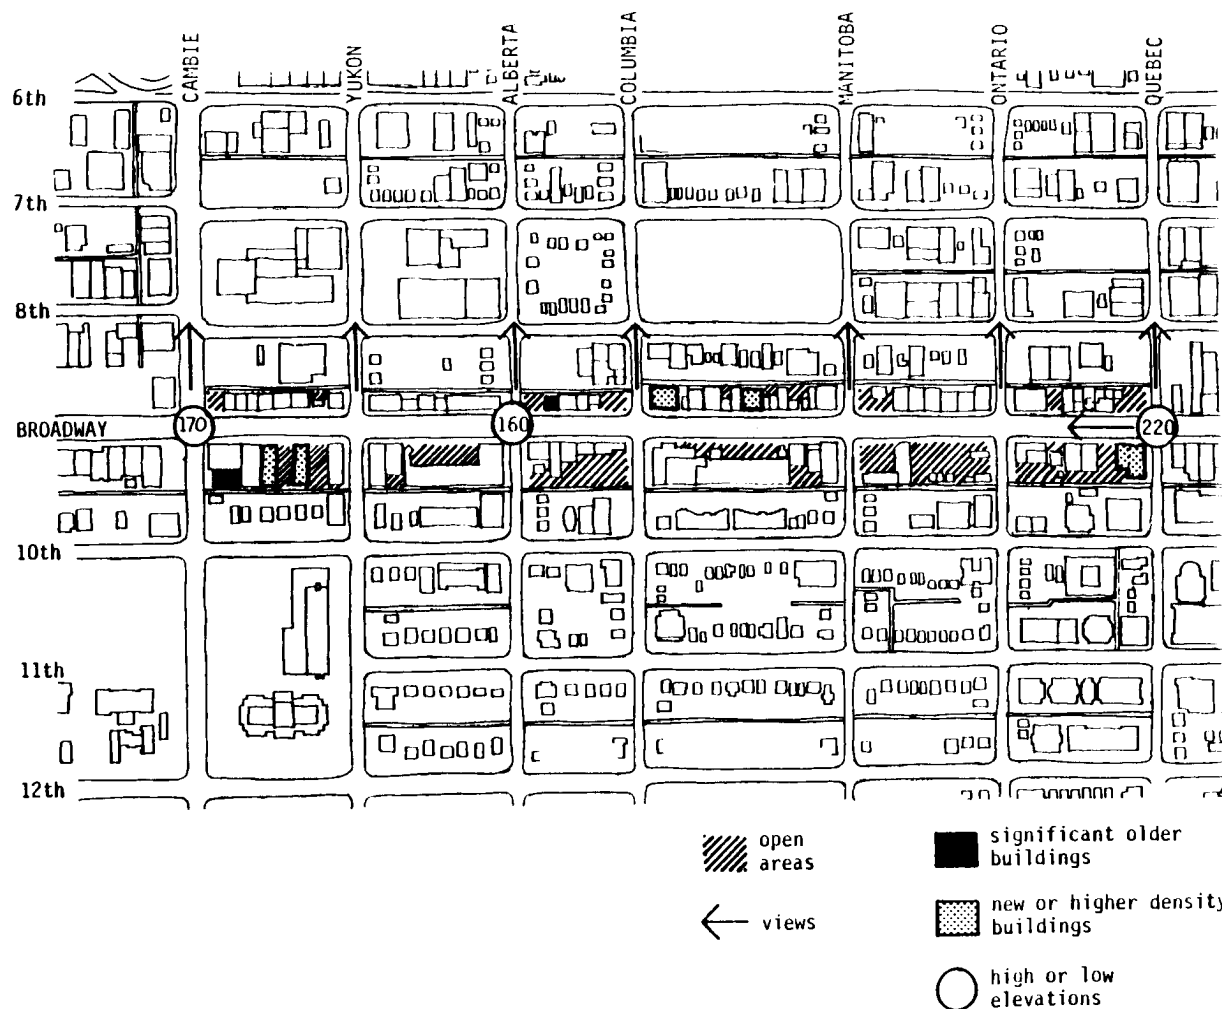 CAMBIE
YUKON
ALBERTA
COLUMBIA
MANITOBA
ONTARIO
QUEBEC
6th
7th
8th
BROADWAY
170
160
220
10th
11th
12th
open
areas
views
significant older
buildings
new or higher density
buildings
high or low
elevations